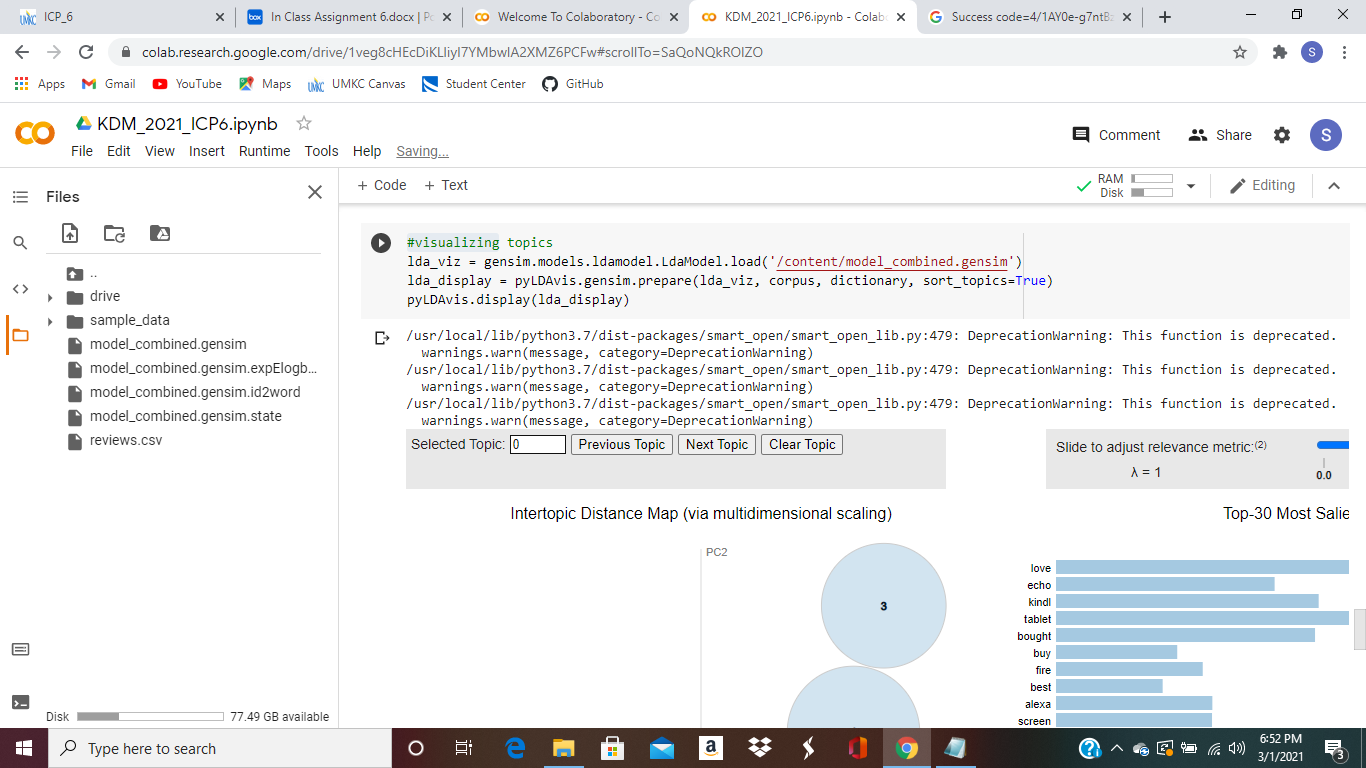 ICP_6
In Class Assignment 6.docx | Po
Welcome To Colaboratory - Co
KDM_2021_ICP6.ipynb - Colab
Success code=4/1AY0e-g7ntB
colab.research.google.com/drive/1veg8cHEcDiKLliyI7YMbwlA2XMZ6PCFw#scrollTo=SaQoNQkROlZO
S
Apps
Gmail
YouTube
Maps
UMKC Canvas
Student Center
GitHub
KDM_2021_ICP6.ipynb
Comment
Share
S
File Edit View Insert Runtime Tools Help Saving...
Files
+ Code + Text
RAM
Disk
Editing
..
drive
sample_data
model_combined.gensim
model_combined.gensim.expElogb...
model_combined.gensim.id2word
model_combined.gensim.state
reviews.csv
Disk
77.49 GB available
#visualizing topics
lda_viz = gensim.models.ldamodel.LdaModel.load('/content/model_combined.gensim')
lda_display = pyLDAvis.gensim.prepare(lda_viz, corpus, dictionary, sort_topics=True)
pyLDAvis.display(lda_display)
/usr/local/lib/python3.7/dist-packages/smart_open/smart_open_lib.py:479: DeprecationWarning: This function is deprecated.
warnings.warn(message, category=DeprecationWarning)
/usr/local/lib/python3.7/dist-packages/smart_open/smart_open_lib.py:479: DeprecationWarning: This function is deprecated.
warnings.warn(message, category=DeprecationWarning)
/usr/local/lib/python3.7/dist-packages/smart_open/smart_open_lib.py:479: DeprecationWarning: This function is deprecated.
warnings.warn(message, category=DeprecationWarning)
Selected Topic: 0 Previous Topic Next Topic Clear Topic
Slide to adjust relevance metric:(2)
λ = 1
0.0
Intertopic Distance Map (via multidimensional scaling)
PC2
3
Top-30 Most Salie
love
echo
kindl
tablet
bought
buy
fire
best
alexa
screen
Type here to search
6:52 PM
3/1/2021
3